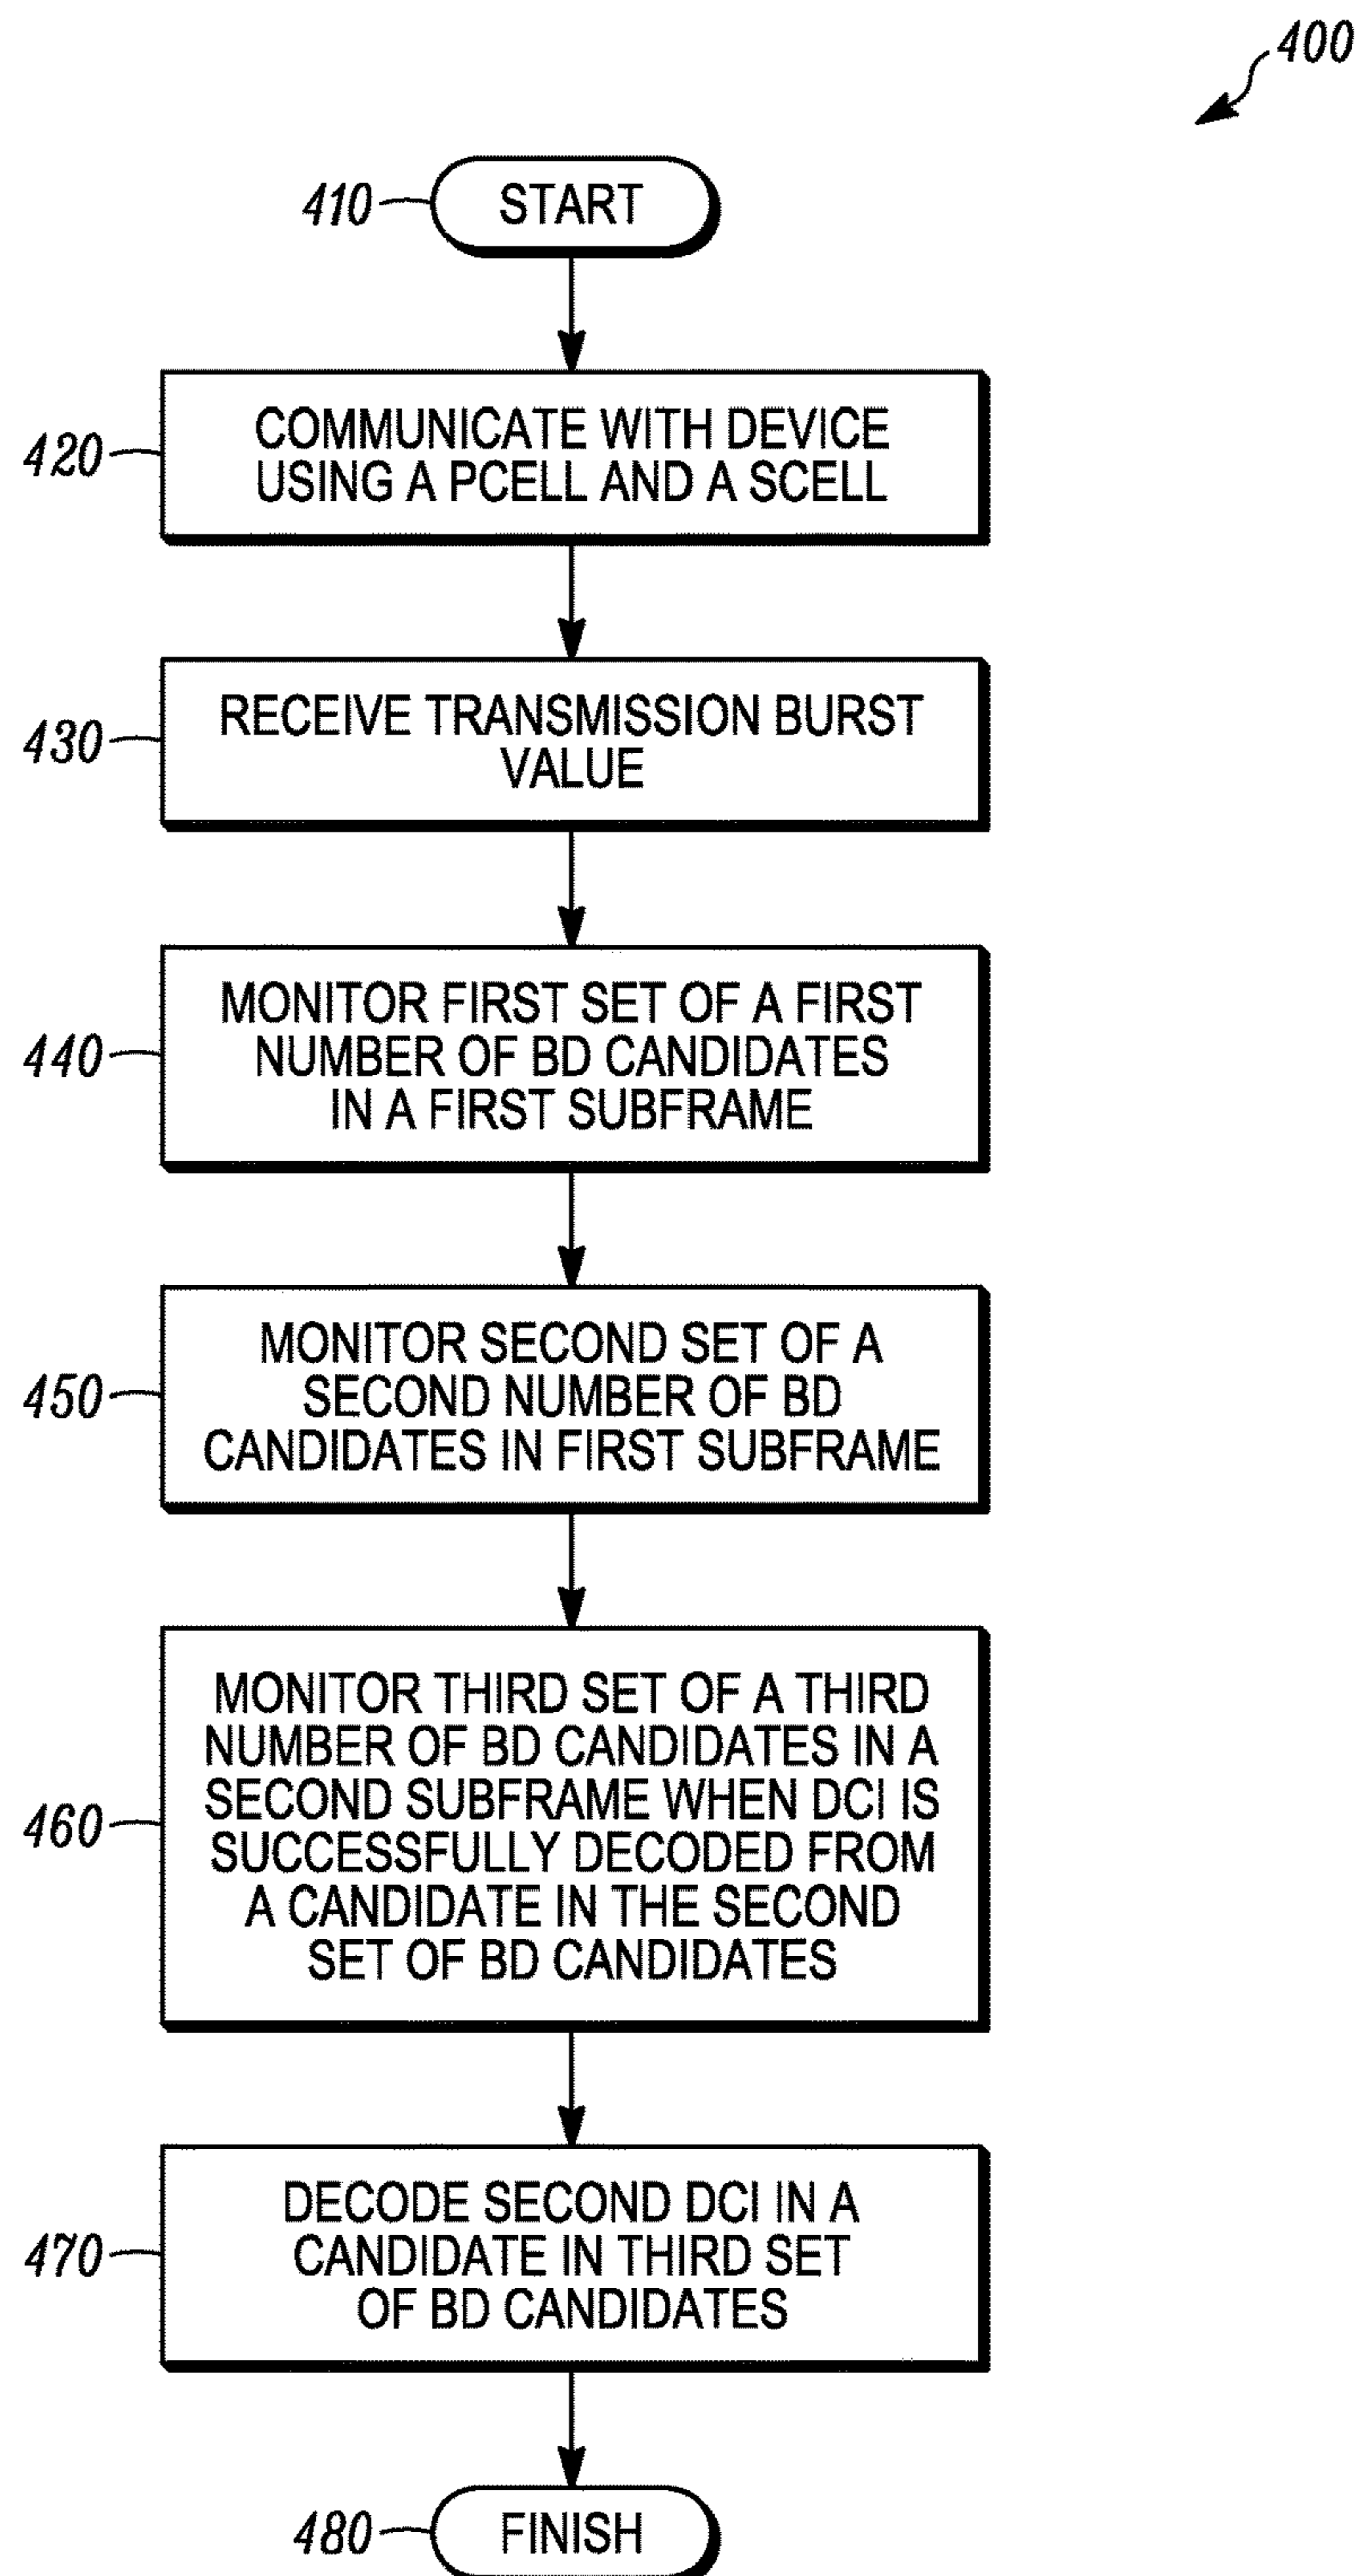 400
410
START
420
COMMUNICATE WITH DEVICE
USING A PCELL AND A SCELL
430
RECEIVE TRANSMISSION BURST
VALUE
440
MONITOR FIRST SET OF A FIRST
NUMBER OF BD CANDIDATES
IN A FIRST SUBFRAME
450
MONITOR SECOND SET OF A
SECOND NUMBER OF BD
CANDIDATES IN FIRST SUBFRAME
460
MONITOR THIRD SET OF A THIRD
NUMBER OF BD CANDIDATES IN A
SECOND SUBFRAME WHEN DCI IS
SUCCESSFULLY DECODED FROM
A CANDIDATE IN THE SECOND
SET OF BD CANDIDATES
470
DECODE SECOND DCI IN A
CANDIDATE IN THIRD SET
OF BD CANDIDATES
480
FINISH